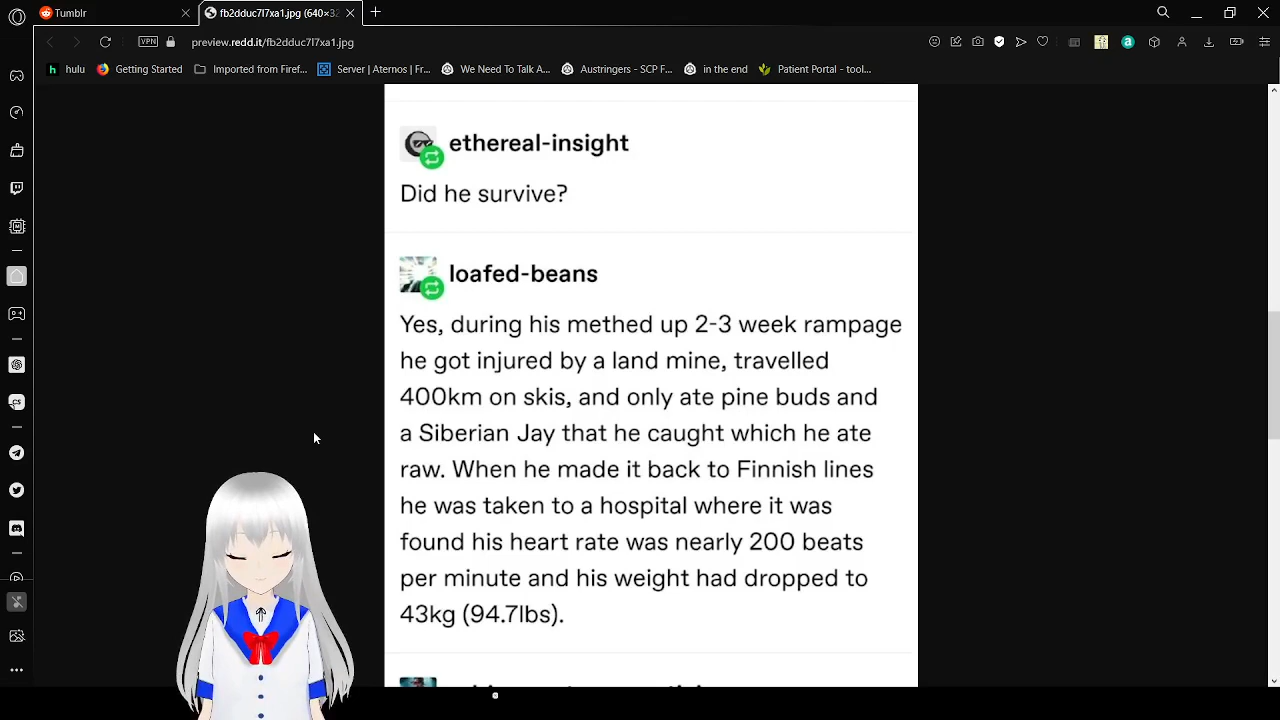 Tumblr
fb2dduc7l7xa1.jpg (640×32
VPN
preview.redd.it/fb2dduc7l7xa1.jpg
hulu
Getting Started
Imported from Firef...
Server | Aternos | Fr...
We Need To Talk A...
Austringers - SCP F...
in the end
Patient Portal - tool...
ethereal-insight
Did he survive?
loafed-beans
Yes, during his methed up 2-3 week rampage
he got injured by a land mine, travelled
400km on skis, and only ate pine buds and
a Siberian Jay that he caught which he ate
raw. When he made it back to Finnish lines
he was taken to a hospital where it was
found his heart rate was nearly 200 beats
per minute and his weight had dropped to
43kg (94.7lbs).